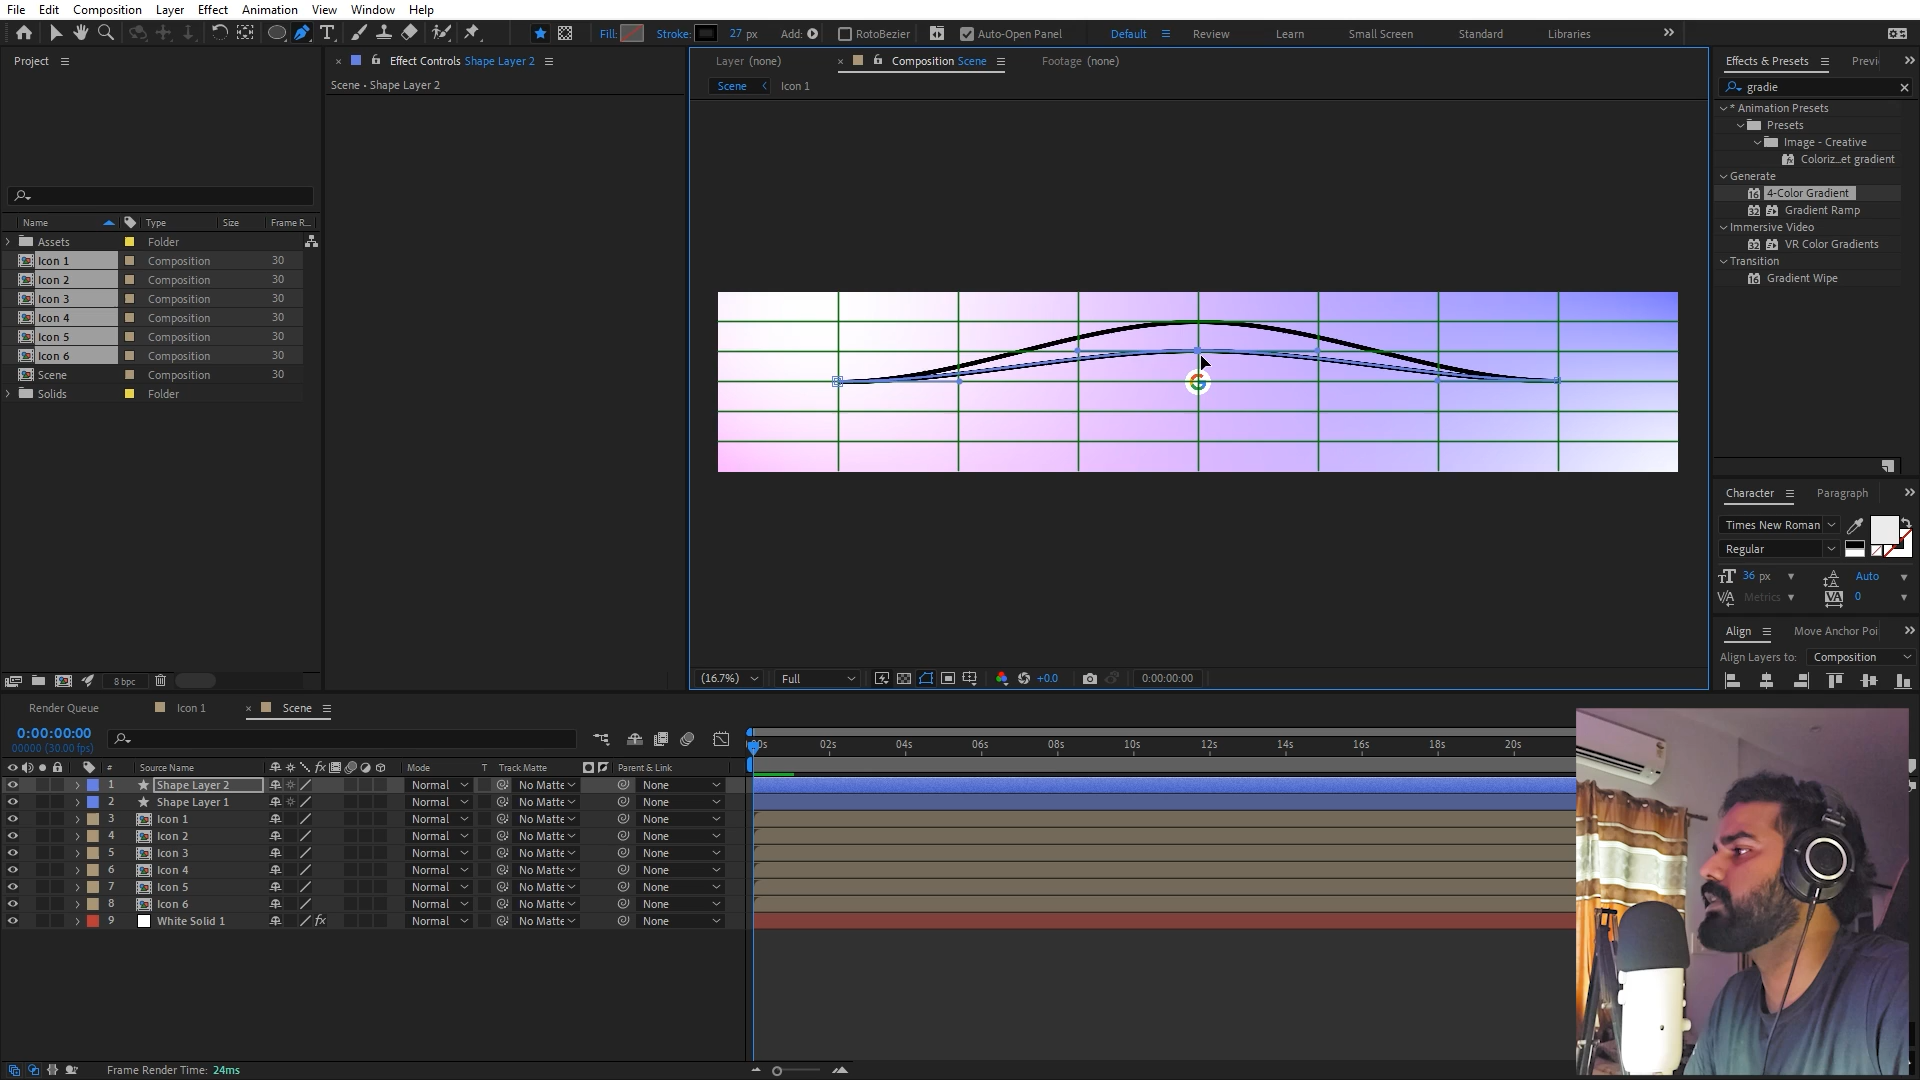 File Edit Composition Layer Effect Animation View Window Help
Fill: Stroke: 27 px Add: RotoBezier Auto-Open Panel Default Review Learn Small Screen Standard Libraries
Project
Effect Controls Shape Layer 2
Layer (none) Composition Scene Footage (none)
Effects & Presets
Scene • Shape Layer 2
Scene Icon 1
gradie
* Animation Presets
Presets
Image - Creative
Coloriz...et gradient
Generate
4-Color Gradient
Gradient Ramp
Immersive Video
VR Color Gradients
Transition
Gradient Wipe
Name Type Size Frame R...
Assets Folder
Icon 1 Composition 30
Icon 2 Composition 30
Icon 3 Composition 30
Icon 4 Composition 30
Icon 5 Composition 30
Icon 6 Composition 30
Scene Composition 30
Solids Folder
Character Paragraph
Times New Roman
Regular
36 px Auto
Metrics 0
Align Move Anchor Poi
Align Layers to: Composition
8 bpc
(16.7%) Full +0.0 0:00:00:00
Render Queue Icon 1 Scene
0:00:00:00
00000 (30.00 fps)
02s 04s 06s 08s 10s 12s 14s 16s 18s 20s
# Source Name fx Mode T Track Matte Parent & Link
1 Shape Layer 2 Normal No Matte None
2 Shape Layer 1 Normal No Matte None
3 Icon 1 Normal No Matte None
4 Icon 2 Normal No Matte None
5 Icon 3 Normal No Matte None
6 Icon 4 Normal No Matte None
7 Icon 5 Normal No Matte None
8 Icon 6 Normal No Matte None
9 White Solid 1 fx Normal No Matte None
Frame Render Time: 24ms